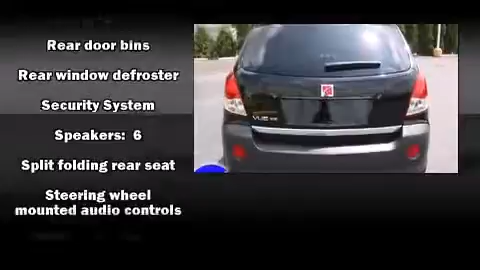 Rear door bins
Rear window defroster
Security System
Speakers: 6
Split folding rear seat
Steering wheel
mounted audio controls
VUE